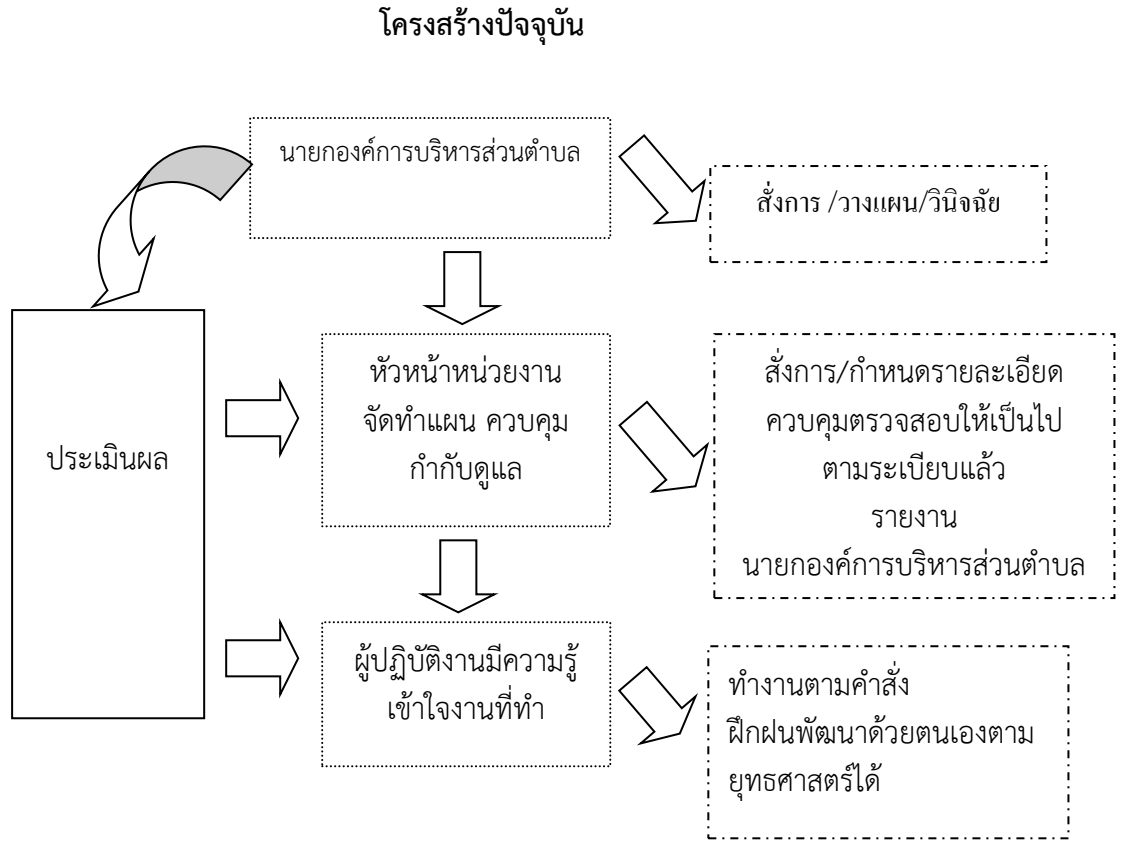 โครงสร้างปัจจุบัน
นายกองค์การบริหารส่วนตำบล
สั่งการ /วางแผน/วินิจฉัย
ประเมินผล
หัวหน้าหน่วยงาน
จัดทำแผน ควบคุม
กำกับดูแล
สั่งการ/กำหนดรายละเอียด
ควบคุมตรวจสอบให้เป็นไป
ตามระเบียบแล้ว
รายงาน
นายกองค์การบริหารส่วนตำบล
ผู้ปฏิบัติงานมีความรู้
เข้าใจงานที่ทำ
ทำงานตามคำสั่ง
ฝึกฝนพัฒนาด้วยตนเองตาม
ยุทธศาสตร์ได้